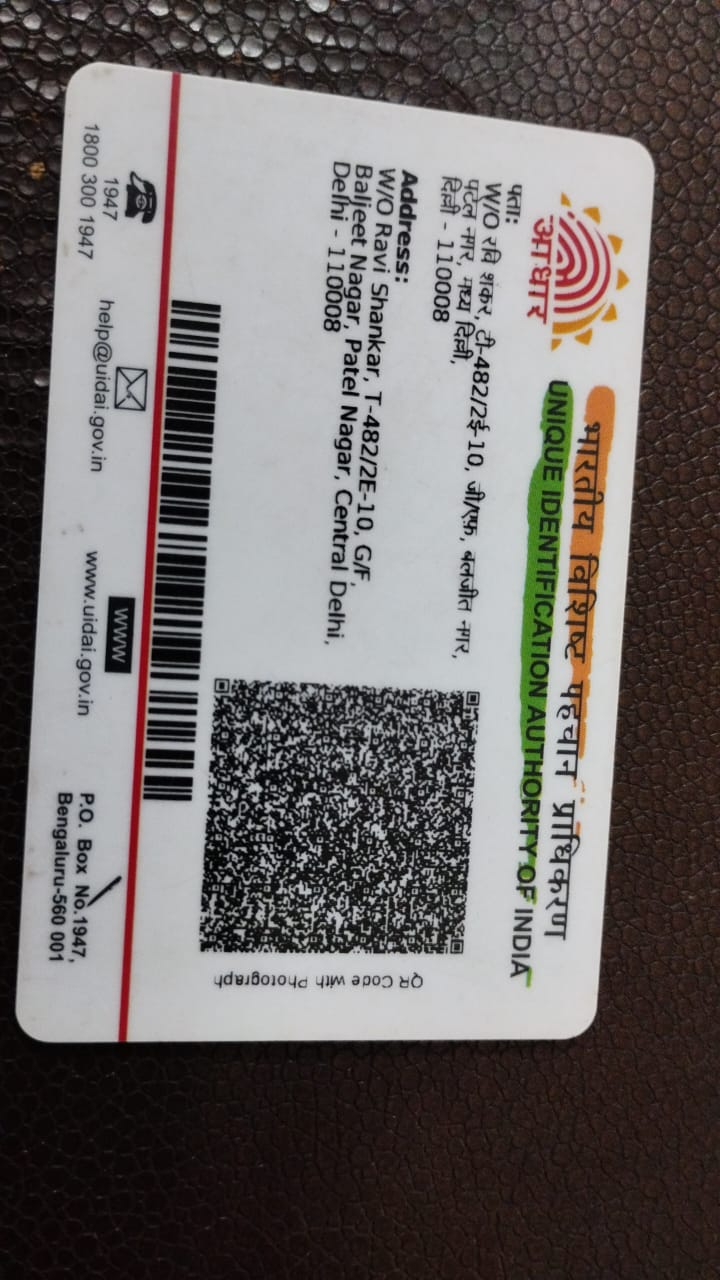 आधार
भारतीय विशिष्ट पहचान प्राधिकरण
UNIQUE IDENTIFICATION AUTHORITY OF INDIA
पता:
W/O रवि शंकर, टी-482/2ई-10, जी/एफ़, बलजीत नगर,
पटेल नगर, मध्य दिल्ली,
दिल्ली - 110008
Address:
W/O Ravi Shankar, T-482/2E-10, G/F,
Baljeet Nagar, Patel Nagar, Central Delhi,
Delhi - 110008
QR Code with Photograph
1947
1800 300 1947
help@uidai.gov.in
www
www.uidai.gov.in
P.O. Box No.1947,
Bengaluru-560 001